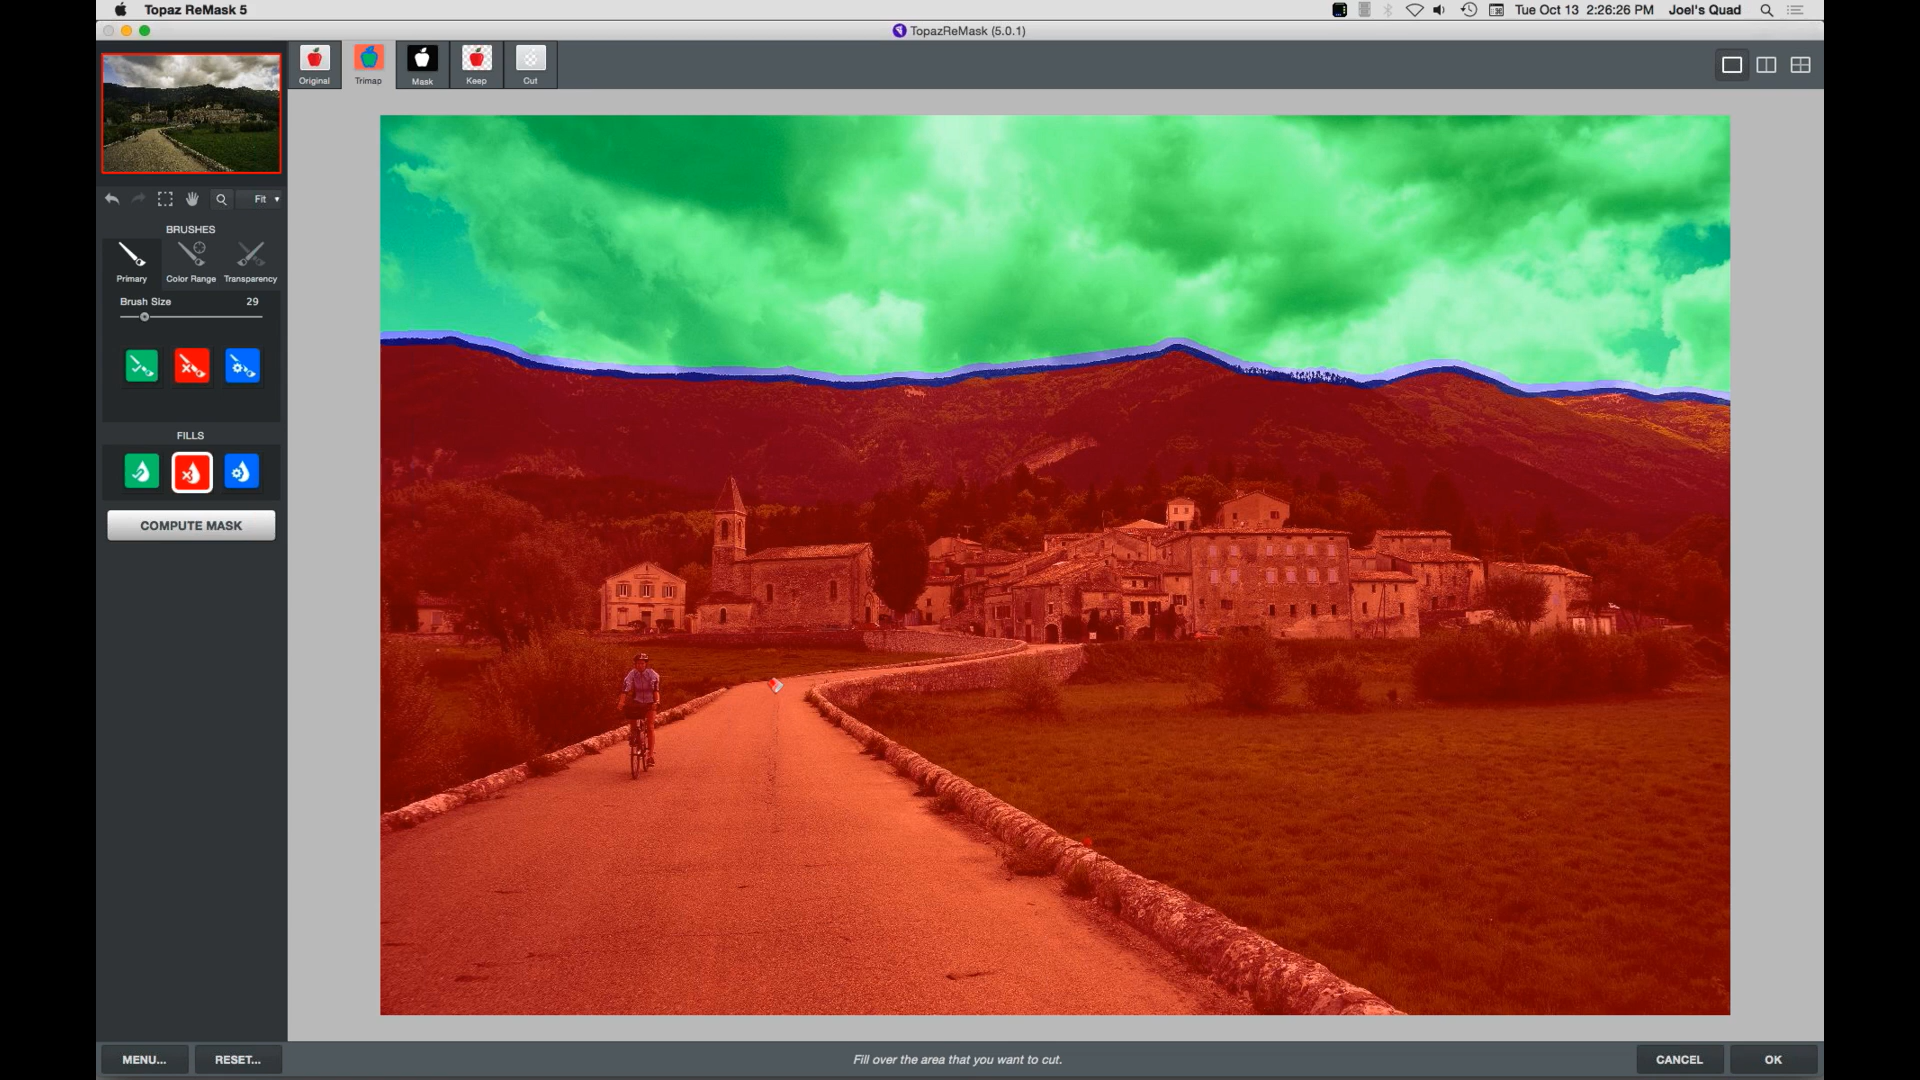 Topaz ReMask 5
Tue Oct 13 2:26:26 PM Joel's Quad
TopazReMask (5.0.1)
Original Trimap Mask Keep Cut
Fit
BRUSHES
Primary Color Range Transparency
Brush Size 29
FILLS
COMPUTE MASK
MENU... RESET... Fill over the area that you want to cut. CANCEL OK